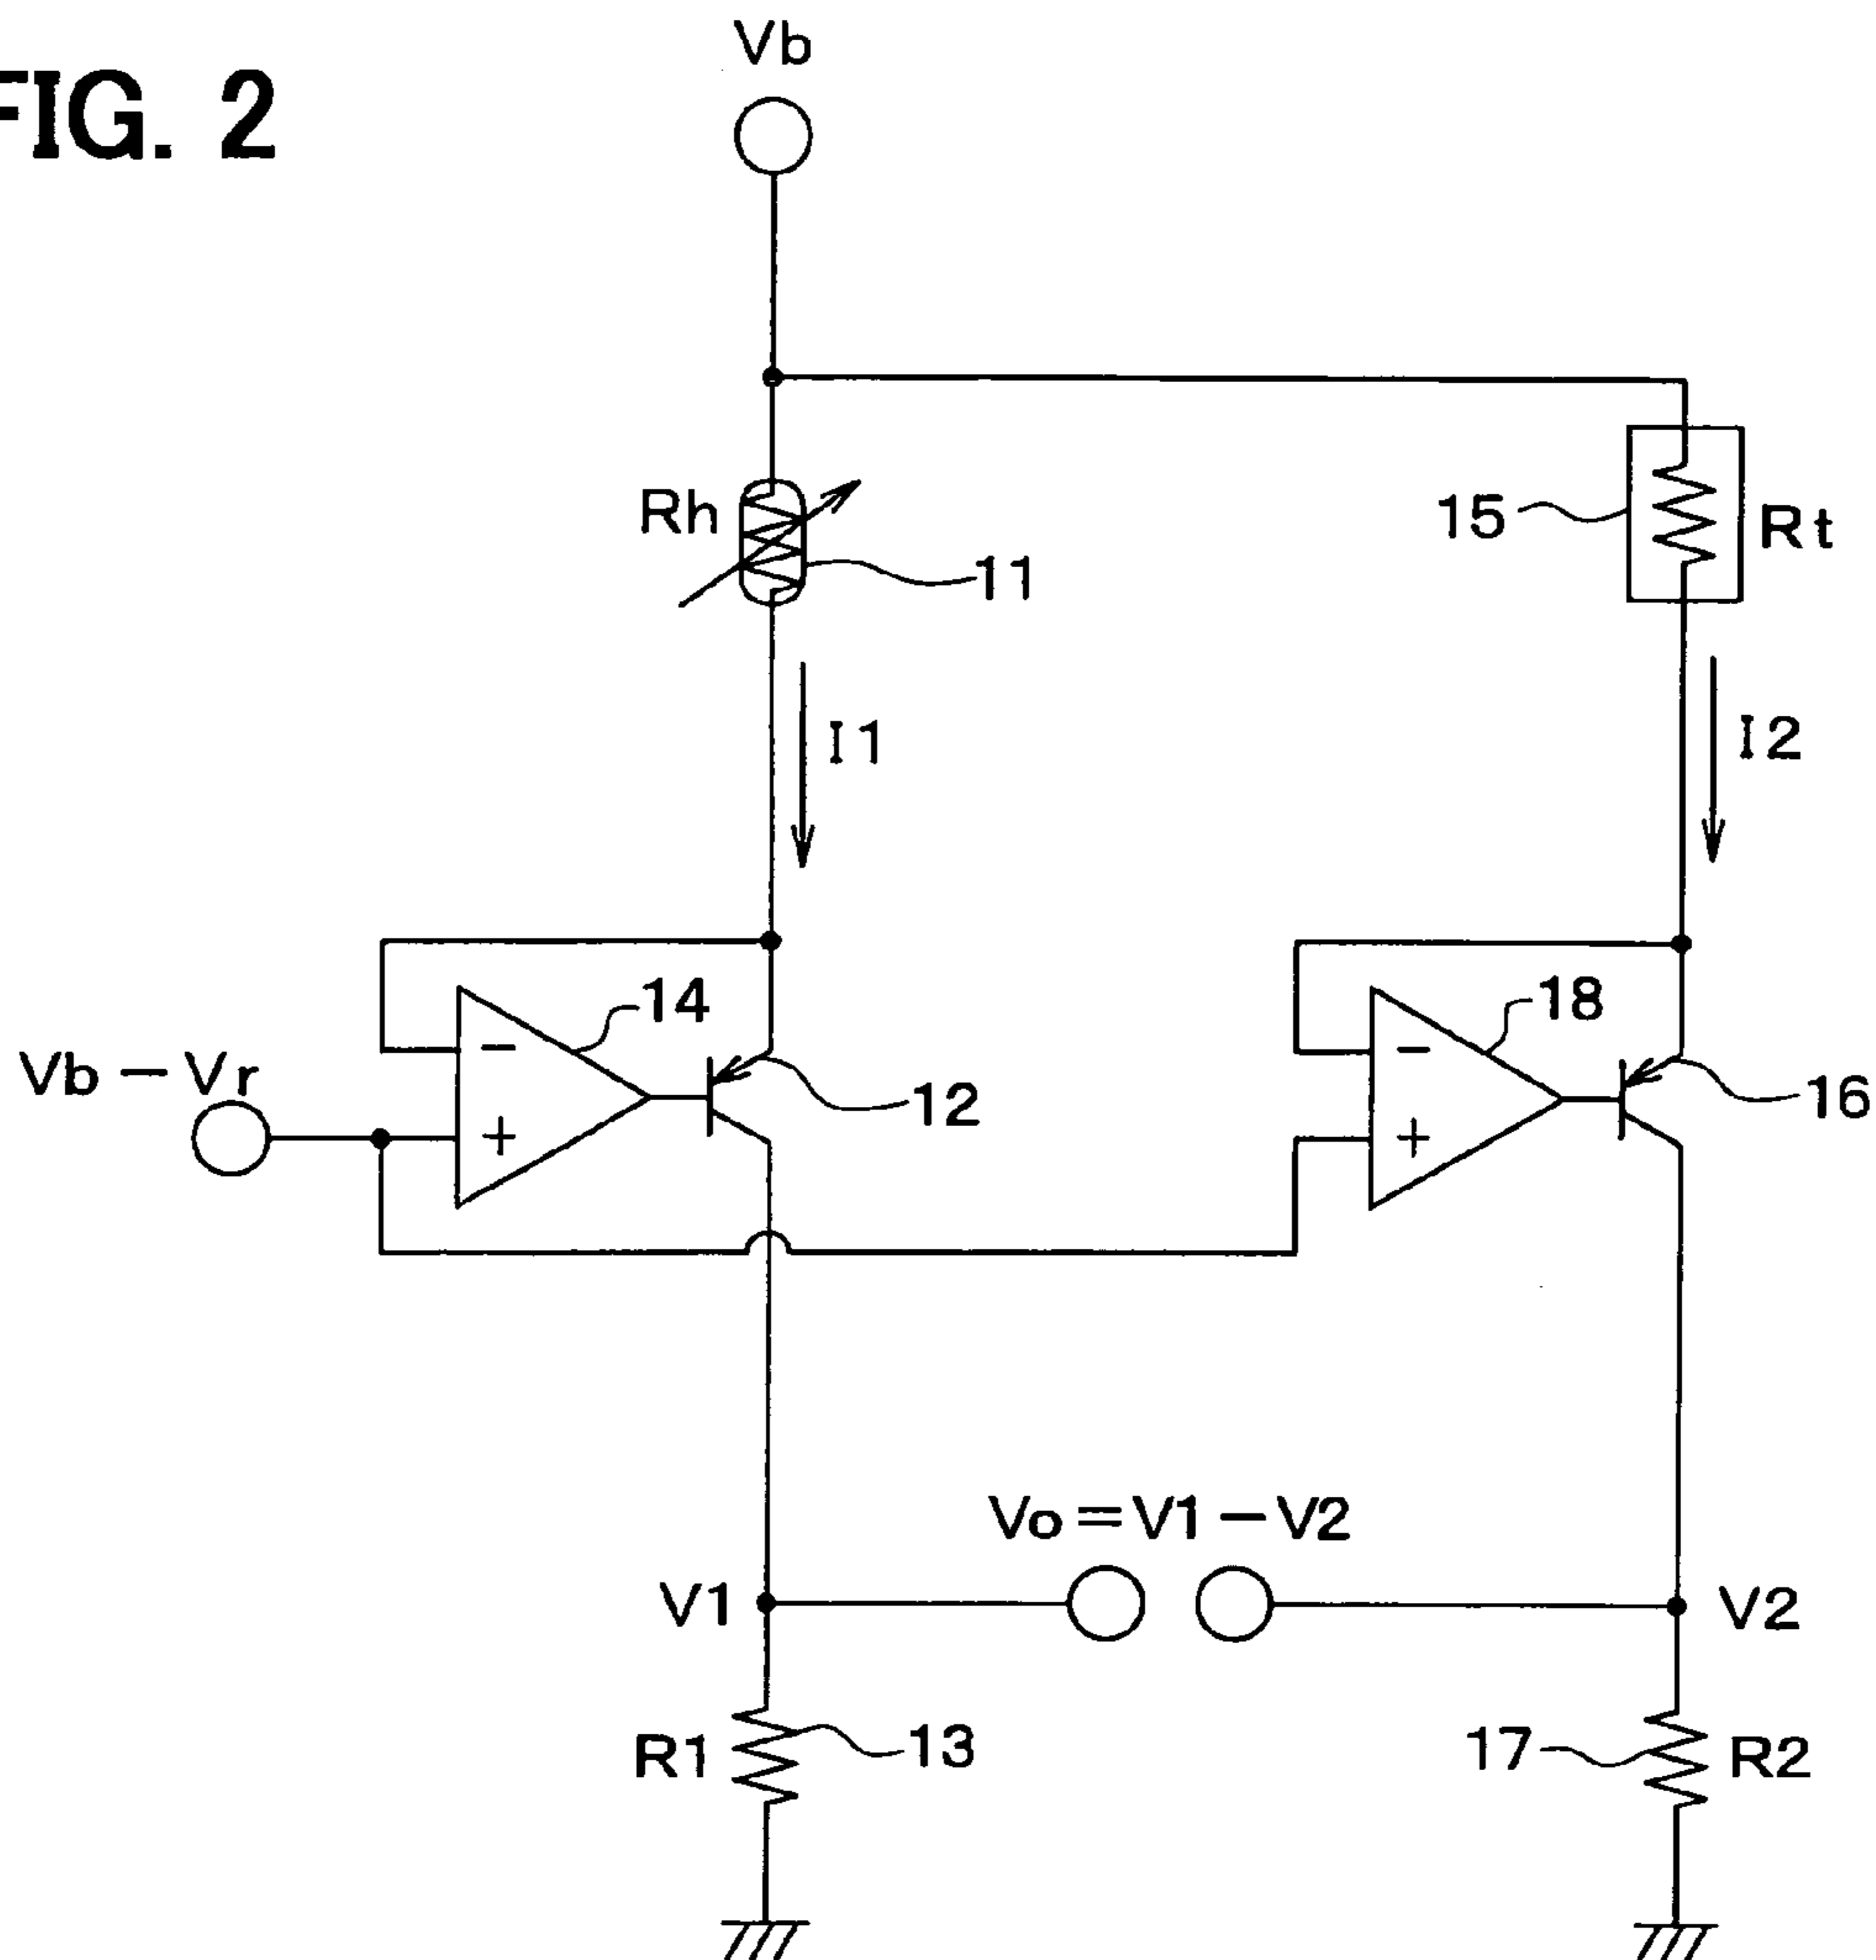 FIG. 2
Vb
Rh
11
15
Rt
I1
I2
14
18
Vb−Vr
−
+
12
−
+
16
Vo=V1−V2
V1
V2
R1
13
17
R2